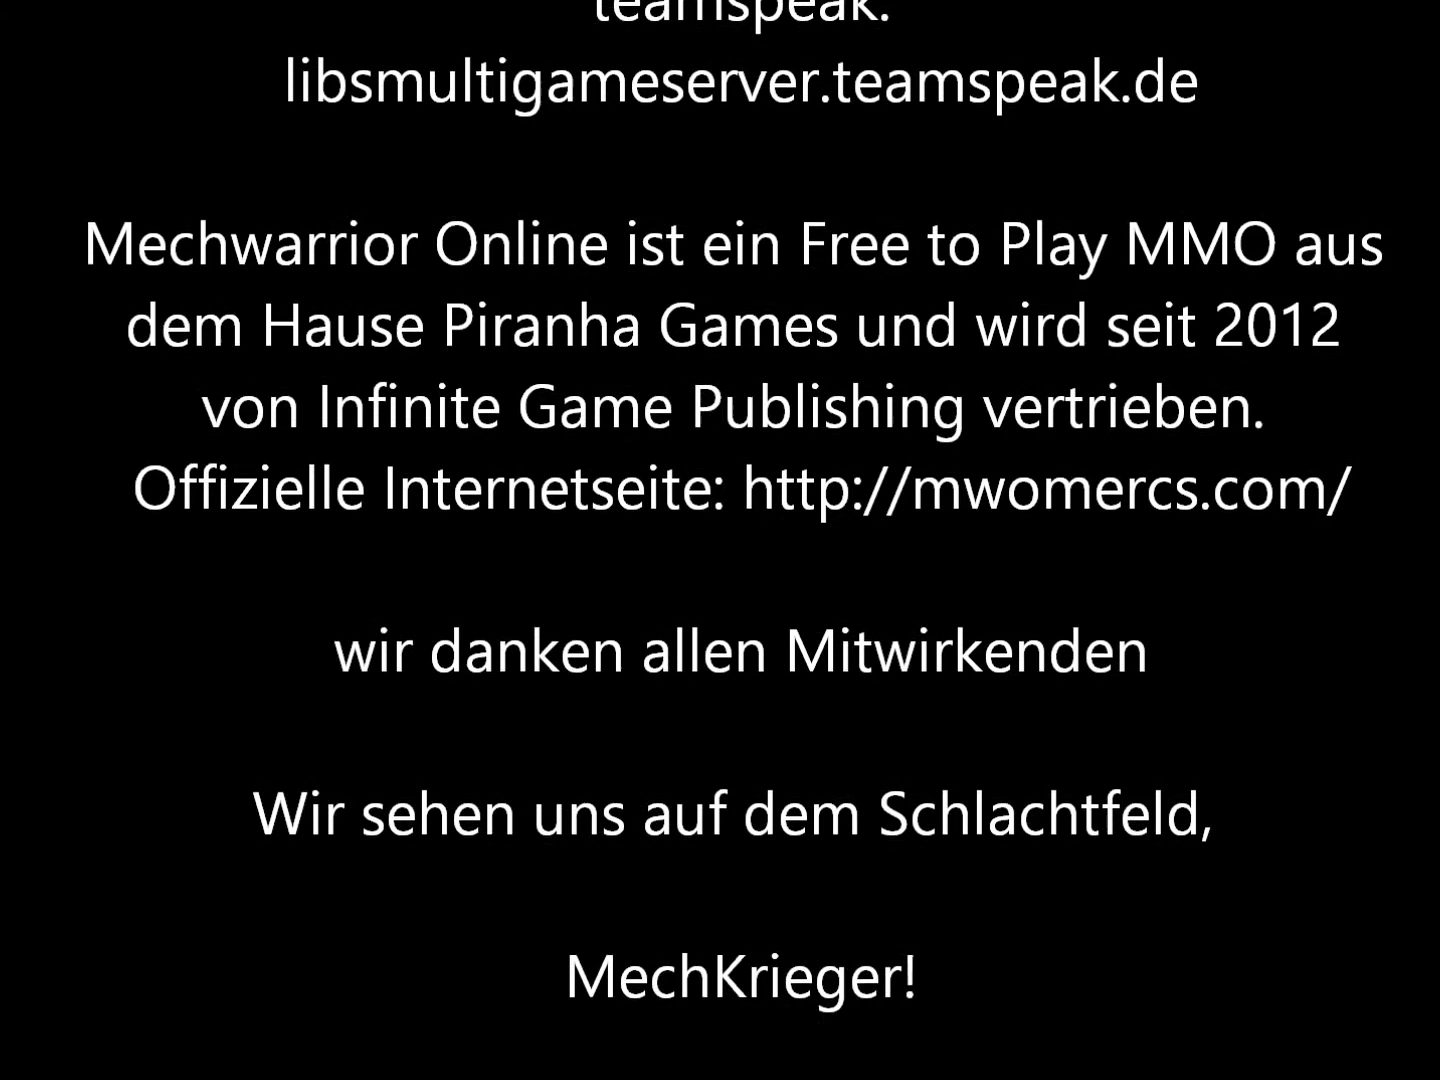 teamspeak.
libsmultigameserver.teamspeak.de
Mechwarrior Online ist ein Free to Play MMO aus
dem Hause Piranha Games und wird seit 2012
von Infinite Game Publishing vertrieben.
Offizielle Internetseite: http://mwomercs.com/
wir danken allen Mitwirkenden
Wir sehen uns auf dem Schlachtfeld,
MechKrieger!